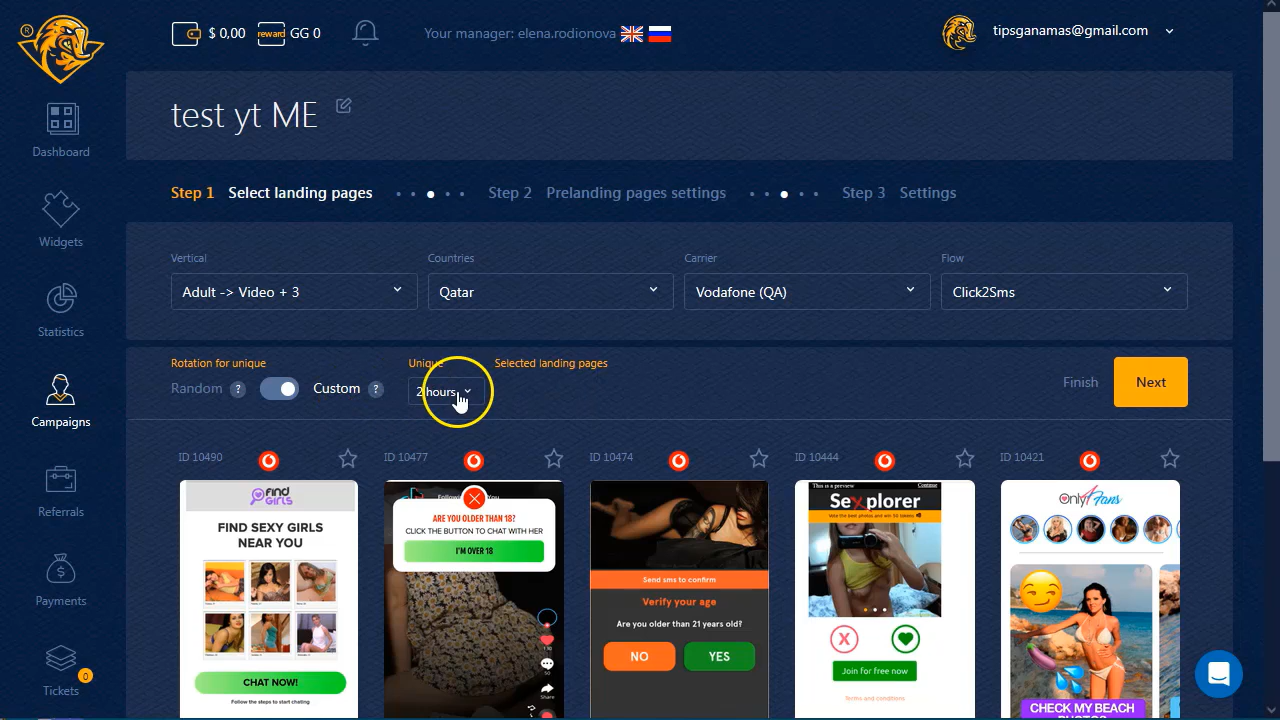 $ 0,00 reward GG 0 Your manager: elena.rodionova tipsganamas@gmail.com
test yt ME
Dashboard
Widgets
Statistics
Campaigns
Referrals
Payments
Tickets 0
Step 1 Select landing pages Step 2 Prelanding pages settings Step 3 Settings
Vertical Countries Carrier Flow
Adult -> Video + 3 Qatar Vodafone (QA) Click2Sms
Rotation for unique Unique Selected landing pages
Random ? Custom ? 2 hours Finish Next
ID 10490 ID 10477 ID 10474 ID 10444 ID 10421
FIND GIRLS
FIND SEXY GIRLS
NEAR YOU
CHAT NOW!
Follow the steps to start chatting
ARE YOU OLDER THAN 18?
CLICK THE BUTTON TO CHAT WITH HER
I'M OVER 18
Share
Send sms to confirm
Verify your age
Are you older than 21 years old?
NO YES
This is a preview Continue
Sexplorer
Join for free now
Terms and conditions
Only Fans
CHECK MY BEACH